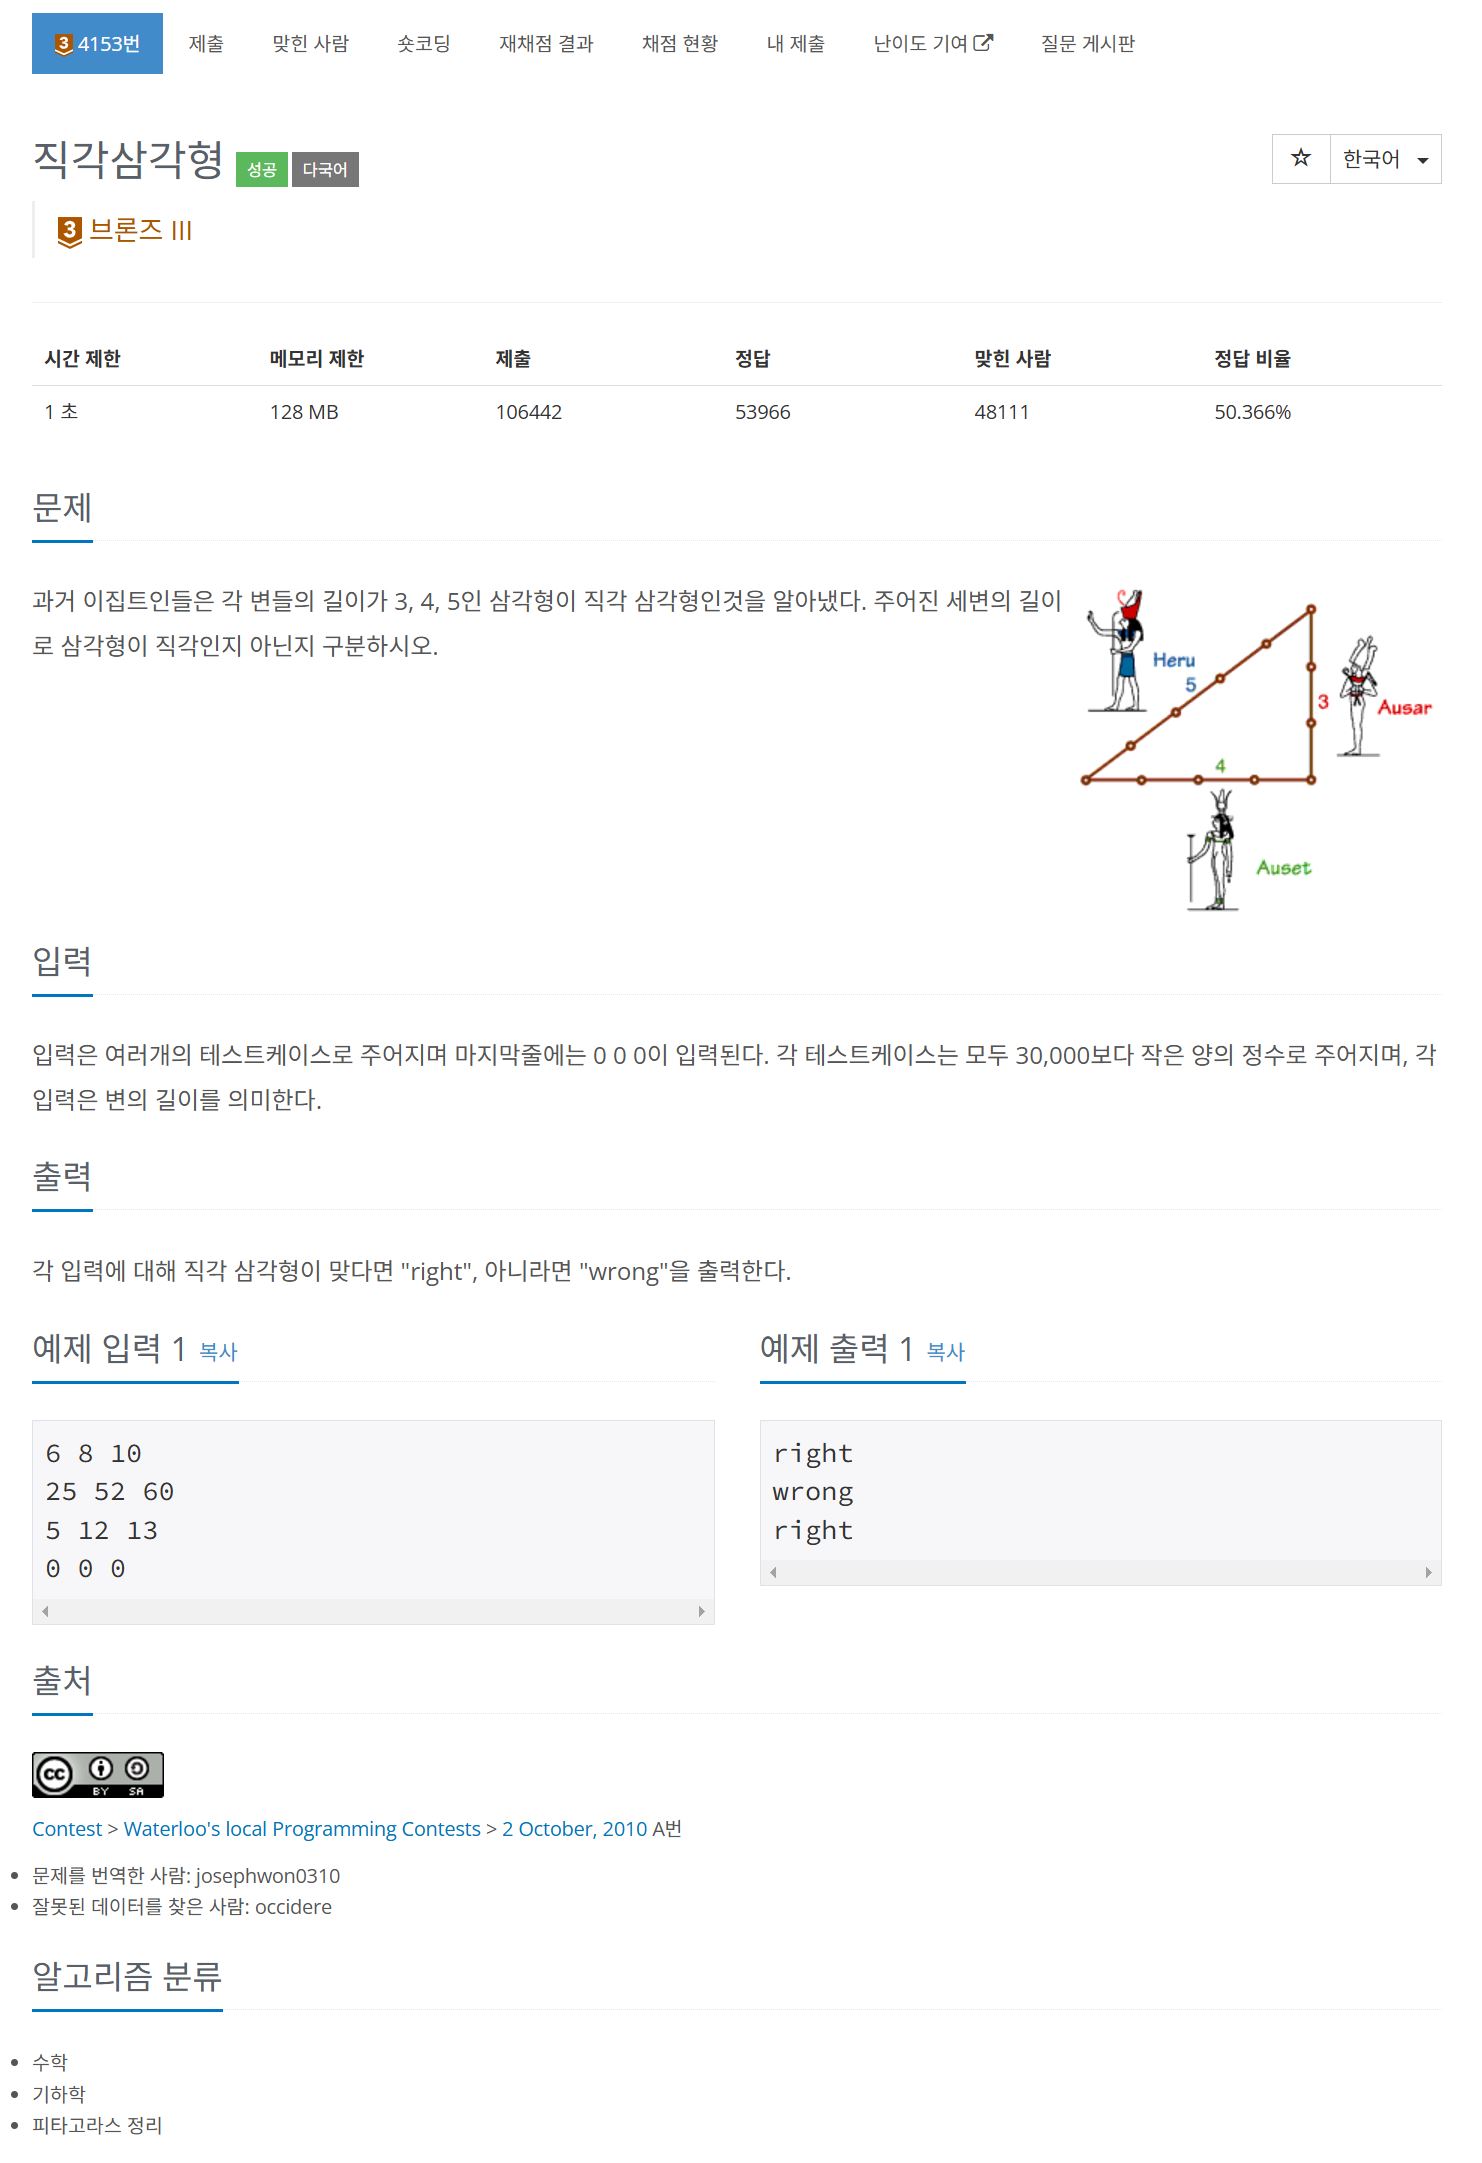 3 4153번 제출 맞힌 사람 숏코딩 재채점 결과 채점 현황 내 제출 난이도 기여 질문 게시판
직각삼각형 성공 다국어 한국어
3 브론즈 III
시간 제한 메모리 제한 제출 정답 맞힌 사람 정답 비율
1 초 128 MB 106442 53966 48111 50.366%
문제
과거 이집트인들은 각 변들의 길이가 3, 4, 5인 삼각형이 직각 삼각형인것을 알아냈다. 주어진 세변의 길이
로 삼각형이 직각인지 아닌지 구분하시오.
Heru
5
3
Ausar
4
Auset
입력
입력은 여러개의 테스트케이스로 주어지며 마지막줄에는 0 0 0이 입력된다. 각 테스트케이스는 모두 30,000보다 작은 양의 정수로 주어지며, 각
입력은 변의 길이를 의미한다.
출력
각 입력에 대해 직각 삼각형이 맞다면 "right", 아니라면 "wrong"을 출력한다.
예제 입력 1 복사
6 8 10
25 52 60
5 12 13
0 0 0
예제 출력 1 복사
right
wrong
right
출처
cc BY SA
Contest > Waterloo's local Programming Contests > 2 October, 2010 A번
문제를 번역한 사람: josephwon0310
잘못된 데이터를 찾은 사람: occidere
알고리즘 분류
수학
기하학
피타고라스 정리